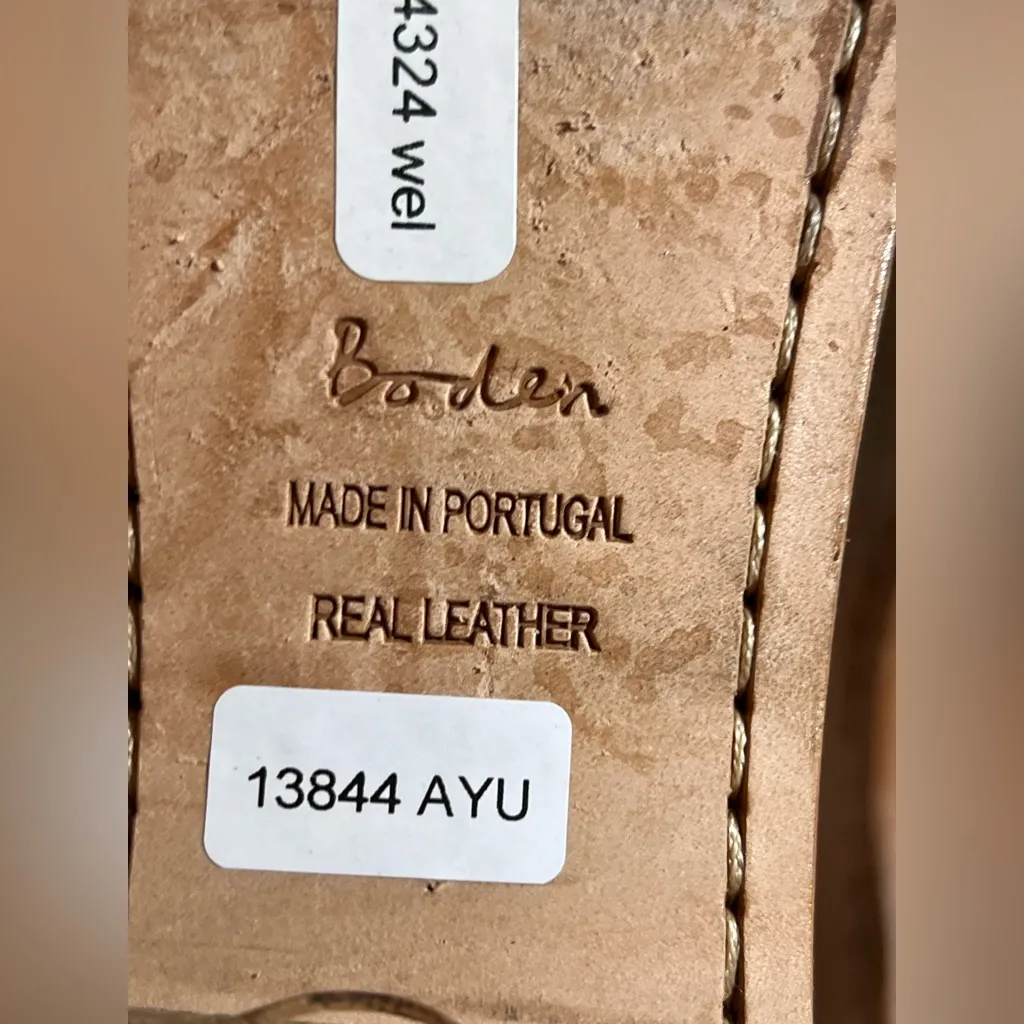 4324 wel
Boden
MADE IN PORTUGAL
REAL LEATHER
13844 AYU